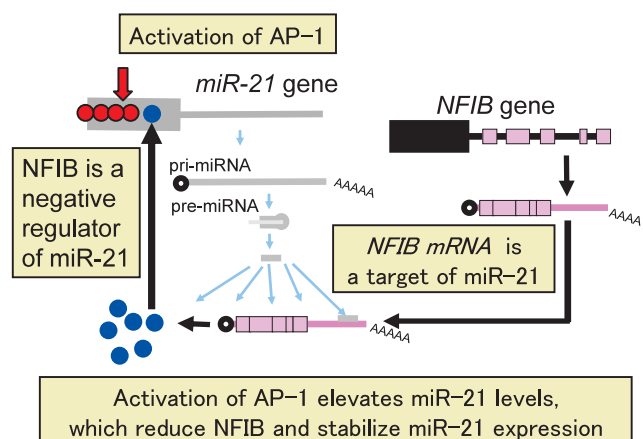 Activation of AP-1
miR-21 gene
NFIB gene
NFIB is a
negative
regulator
of miR-21
pri-miRNA
AAAAA
pre-miRNA
AAAA
NFIB mRNA is
a target of miR-21
AAAAA
Activation of AP-1 elevates miR-21 levels,
which reduce NFIB and stabilize miR-21 expression